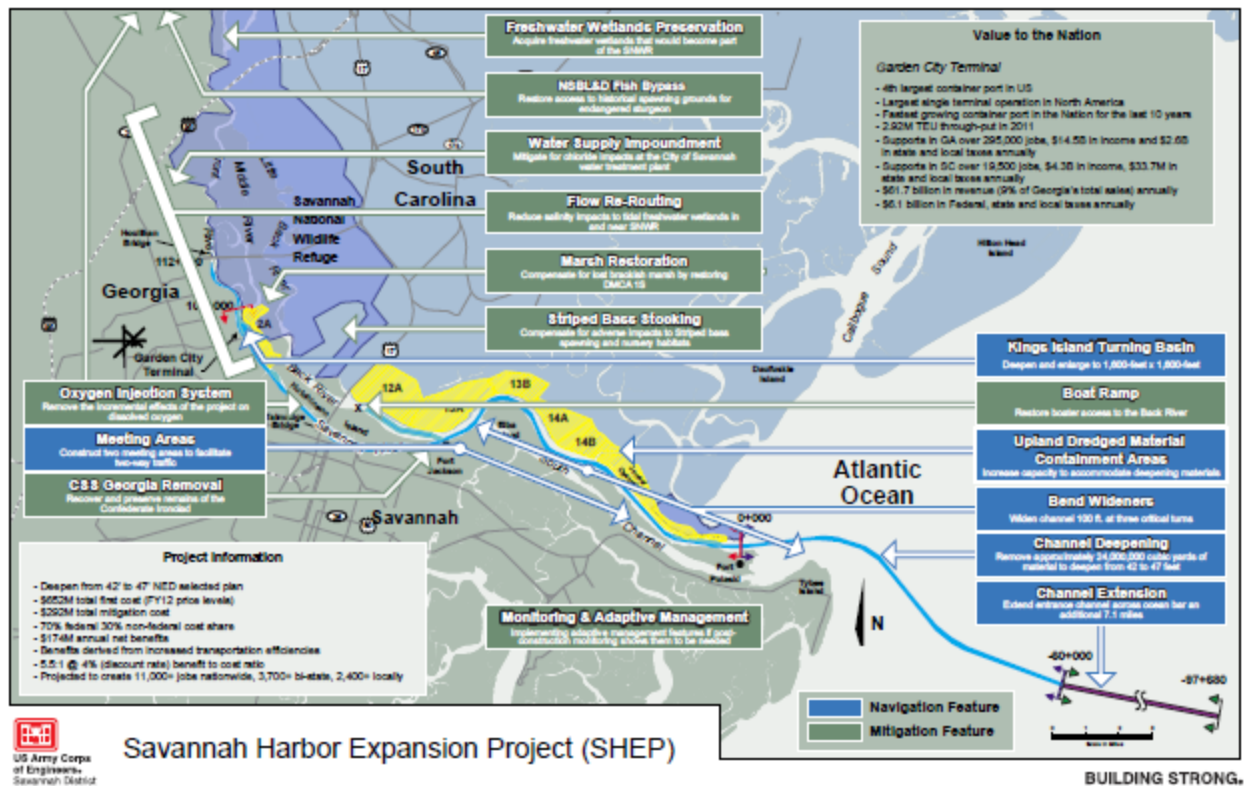 Freshwater Wetlands Preservation
Acquire freshwater wetlands that would become part
of the SNWR
NSBL&D Fish Bypass
Restore access to historical spawning grounds for
endangered sturgeon
Water Supply Impoundment
Mitigate for chloride impacts at the City of Savannah
water treatment plant
Flow Re-Routing
Reduce salinity impacts to tidal freshwater wetlands in
and near SNWR
Marsh Restoration
Compensate for lost brackish marsh by restoring
DMCA 1S
Striped Bass Stocking
Compensate for adverse impacts to Striped bass
spawning and nursery habitats
Value to the Nation
Garden City Terminal
- 4th largest container port in US
- Largest single terminal operation in North America
- Fastest growing container port in the Nation for the last 10 years
- 2.92M TEU through-put in 2011
- Supports in GA over 295,000 jobs, $14.5B in income and $2.6B
in state and local taxes annually
- Supports in SC over 19,500 jobs, $4.3B in income, $33.7M in
state and local taxes annually
- $61.7 billion in revenue (9% of Georgia's total sales) annually
- $6.1 billion in Federal, state and local taxes annually
South
Carolina
Savannah
National
Wildlife
Refuge
Middle
River
Back
Houlihan
Bridge
Georgia
2A
Garden City
Terminal
Back River
12A
13B
14A
14B
Island
X
Fort
Jackson
Savannah
South
Channel
0+000
Fort
Pulaski
Tybee
Island
Daufuskie
Island
Calibogue
Sound
Hilton Head
Island
Atlantic
Ocean
Oxygen Injection System
Remove the incremental effects of the project on
dissolved oxygen
Meeting Areas
Construct two meeting areas to facilitate
two-way traffic
CSS Georgia Removal
Recover and preserve remains of the
Confederate ironclad
Kings Island Turning Basin
Deepen and enlarge to 1,600-feet x 1,600-feet
Boat Ramp
Restore boater access to the Back River
Upland Dredged Material
Containment Areas
Increase capacity to accommodate deepening materials
Bend Wideners
Widen channel 100 ft. at three critical turns
Channel Deepening
Remove approximately 24,000,000 cubic yards of
material to deepen from 42 to 47 feet
Channel Extension
Extend entrance channel across ocean bar an
additional 7.1 miles
Project Information
- Deepen from 42' to 47' NED selected plan
- $652M total first cost (FY12 price levels)
- $292M total mitigation cost
- 70% federal 30% non-federal cost share
- $174M annual net benefits
- Benefits derived from increased transportation efficiencies
- 5.5:1 @ 4% (discount rate) benefit to cost ratio
- Projected to create 11,000+ jobs nationwide, 3,700+ bi-state, 2,400+ locally
Monitoring & Adaptive Management
Implementing adaptive management features if post-
construction monitoring shows them to be needed
N
-60+000
-97+680
Navigation Feature
Mitigation Feature
US Army Corps
of Engineers®
Savannah District
Savannah Harbor Expansion Project (SHEP)
BUILDING STRONG®